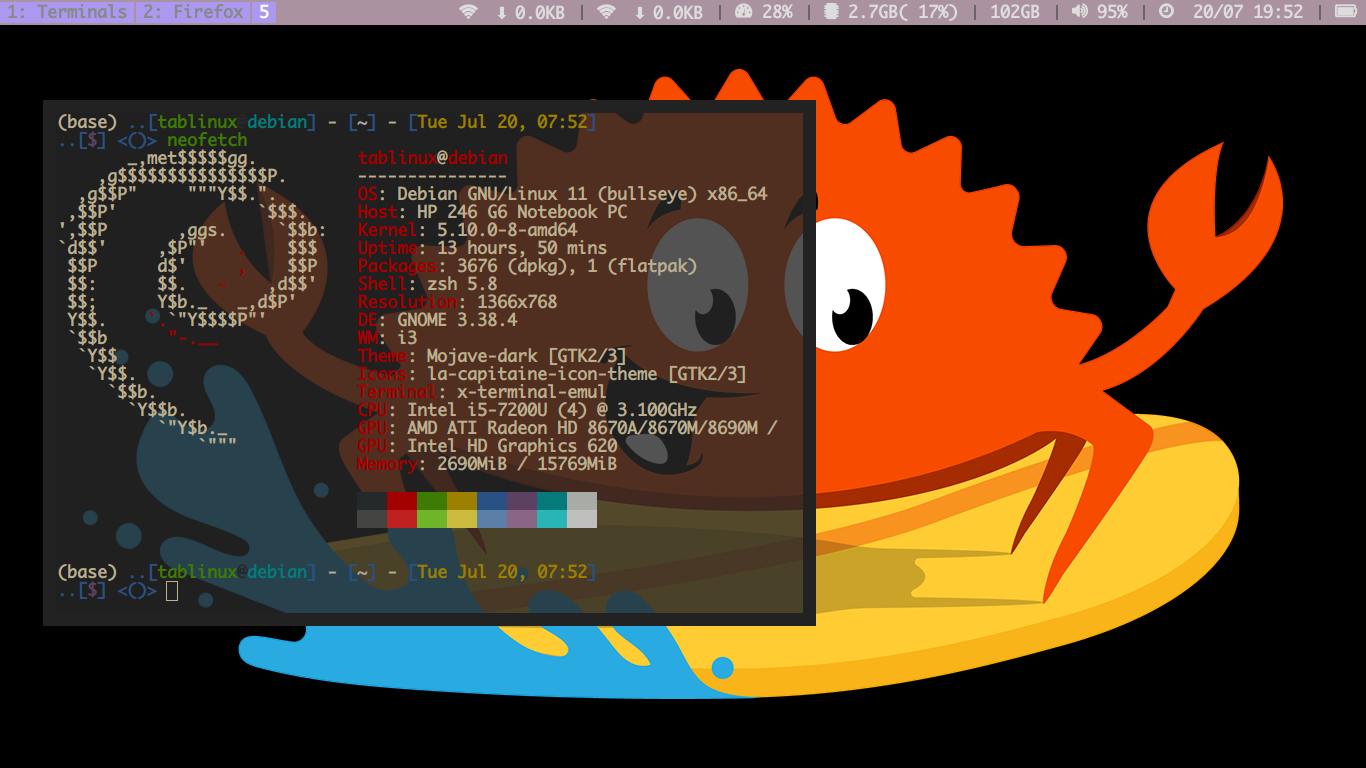 1: Terminals 2: Firefox 5 0.0KB | 0.0KB | 28% | 2.7GB( 17%) | 102GB | 95% | 20/07 19:52 |
(base) ..[tablinux@debian] - [~] - [Tue Jul 20, 07:52]
..[$] <()> neofetch
_,met$$$$$gg. tablinux@debian
,g$$$$$$$$$$$$$$$P. ---------------
,g$$P" """Y$$.". OS: Debian GNU/Linux 11 (bullseye) x86_64
,$$P' `$$$. Host: HP 246 G6 Notebook PC
',$$P ,ggs. `$$b: Kernel: 5.10.0-8-amd64
`d$$' ,$P"' . $$$ Uptime: 13 hours, 50 mins
$$P d$' , $$P Packages: 3676 (dpkg), 1 (flatpak)
$$: $$. - ,d$$' Shell: zsh 5.8
$$; Y$b._ _,d$P' Resolution: 1366x768
Y$$. `.`"Y$$$$P"' DE: GNOME 3.38.4
`$$b "-.__ WM: i3
`Y$$ Theme: Mojave-dark [GTK2/3]
`Y$$. Icons: la-capitaine-icon-theme [GTK2/3]
`$$b. Terminal: x-terminal-emul
`Y$$b. CPU: Intel i5-7200U (4) @ 3.100GHz
`"Y$b._ GPU: AMD ATI Radeon HD 8670A/8670M/8690M /
`""" GPU: Intel HD Graphics 620
Memory: 2690MiB / 15769MiB
(base) ..[tablinux@debian] - [~] - [Tue Jul 20, 07:52]
..[$] <()>